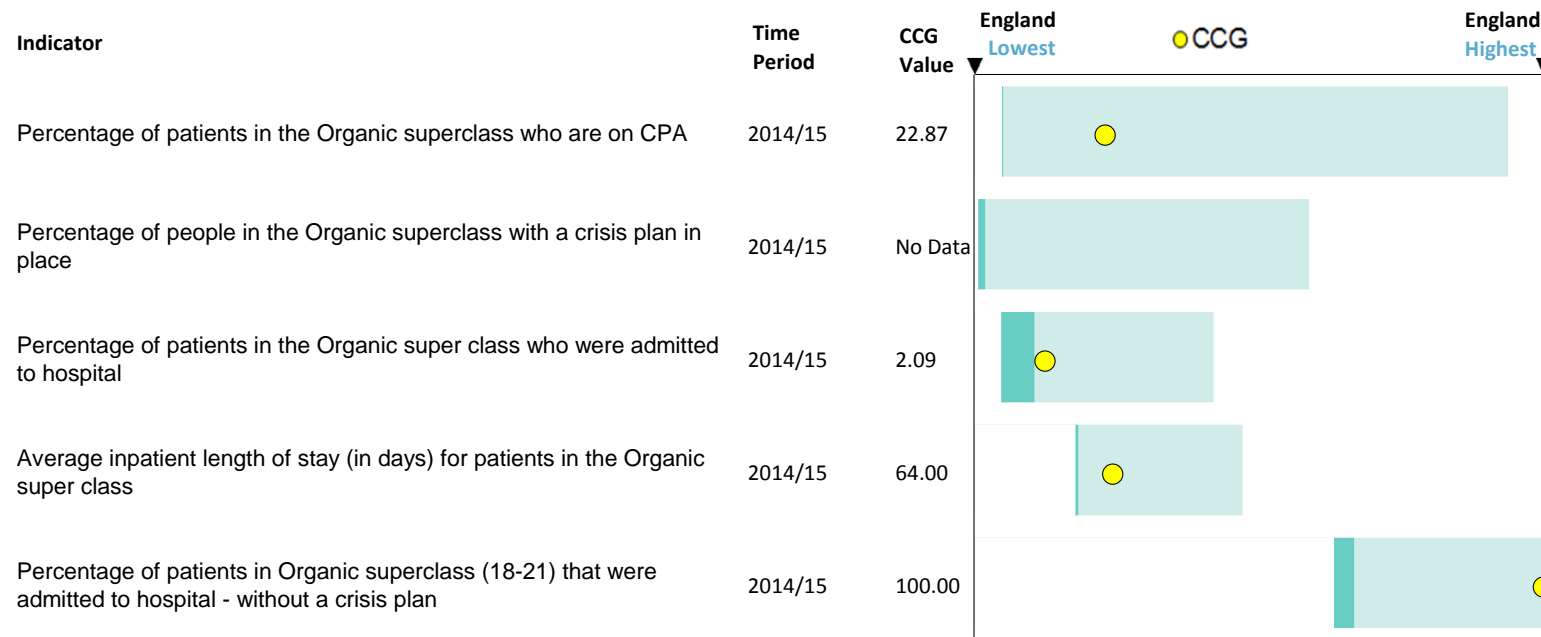 Indicator Time Period CCG Value England Lowest CCG England Highest
Percentage of patients in the Organic superclass who are on CPA 2014/15 22.87
Percentage of people in the Organic superclass with a crisis plan in
place 2014/15 No Data
Percentage of patients in the Organic super class who were admitted
to hospital 2014/15 2.09
Average inpatient length of stay (in days) for patients in the Organic
super class 2014/15 64.00
Percentage of patients in Organic superclass (18-21) that were
admitted to hospital - without a crisis plan 2014/15 100.00